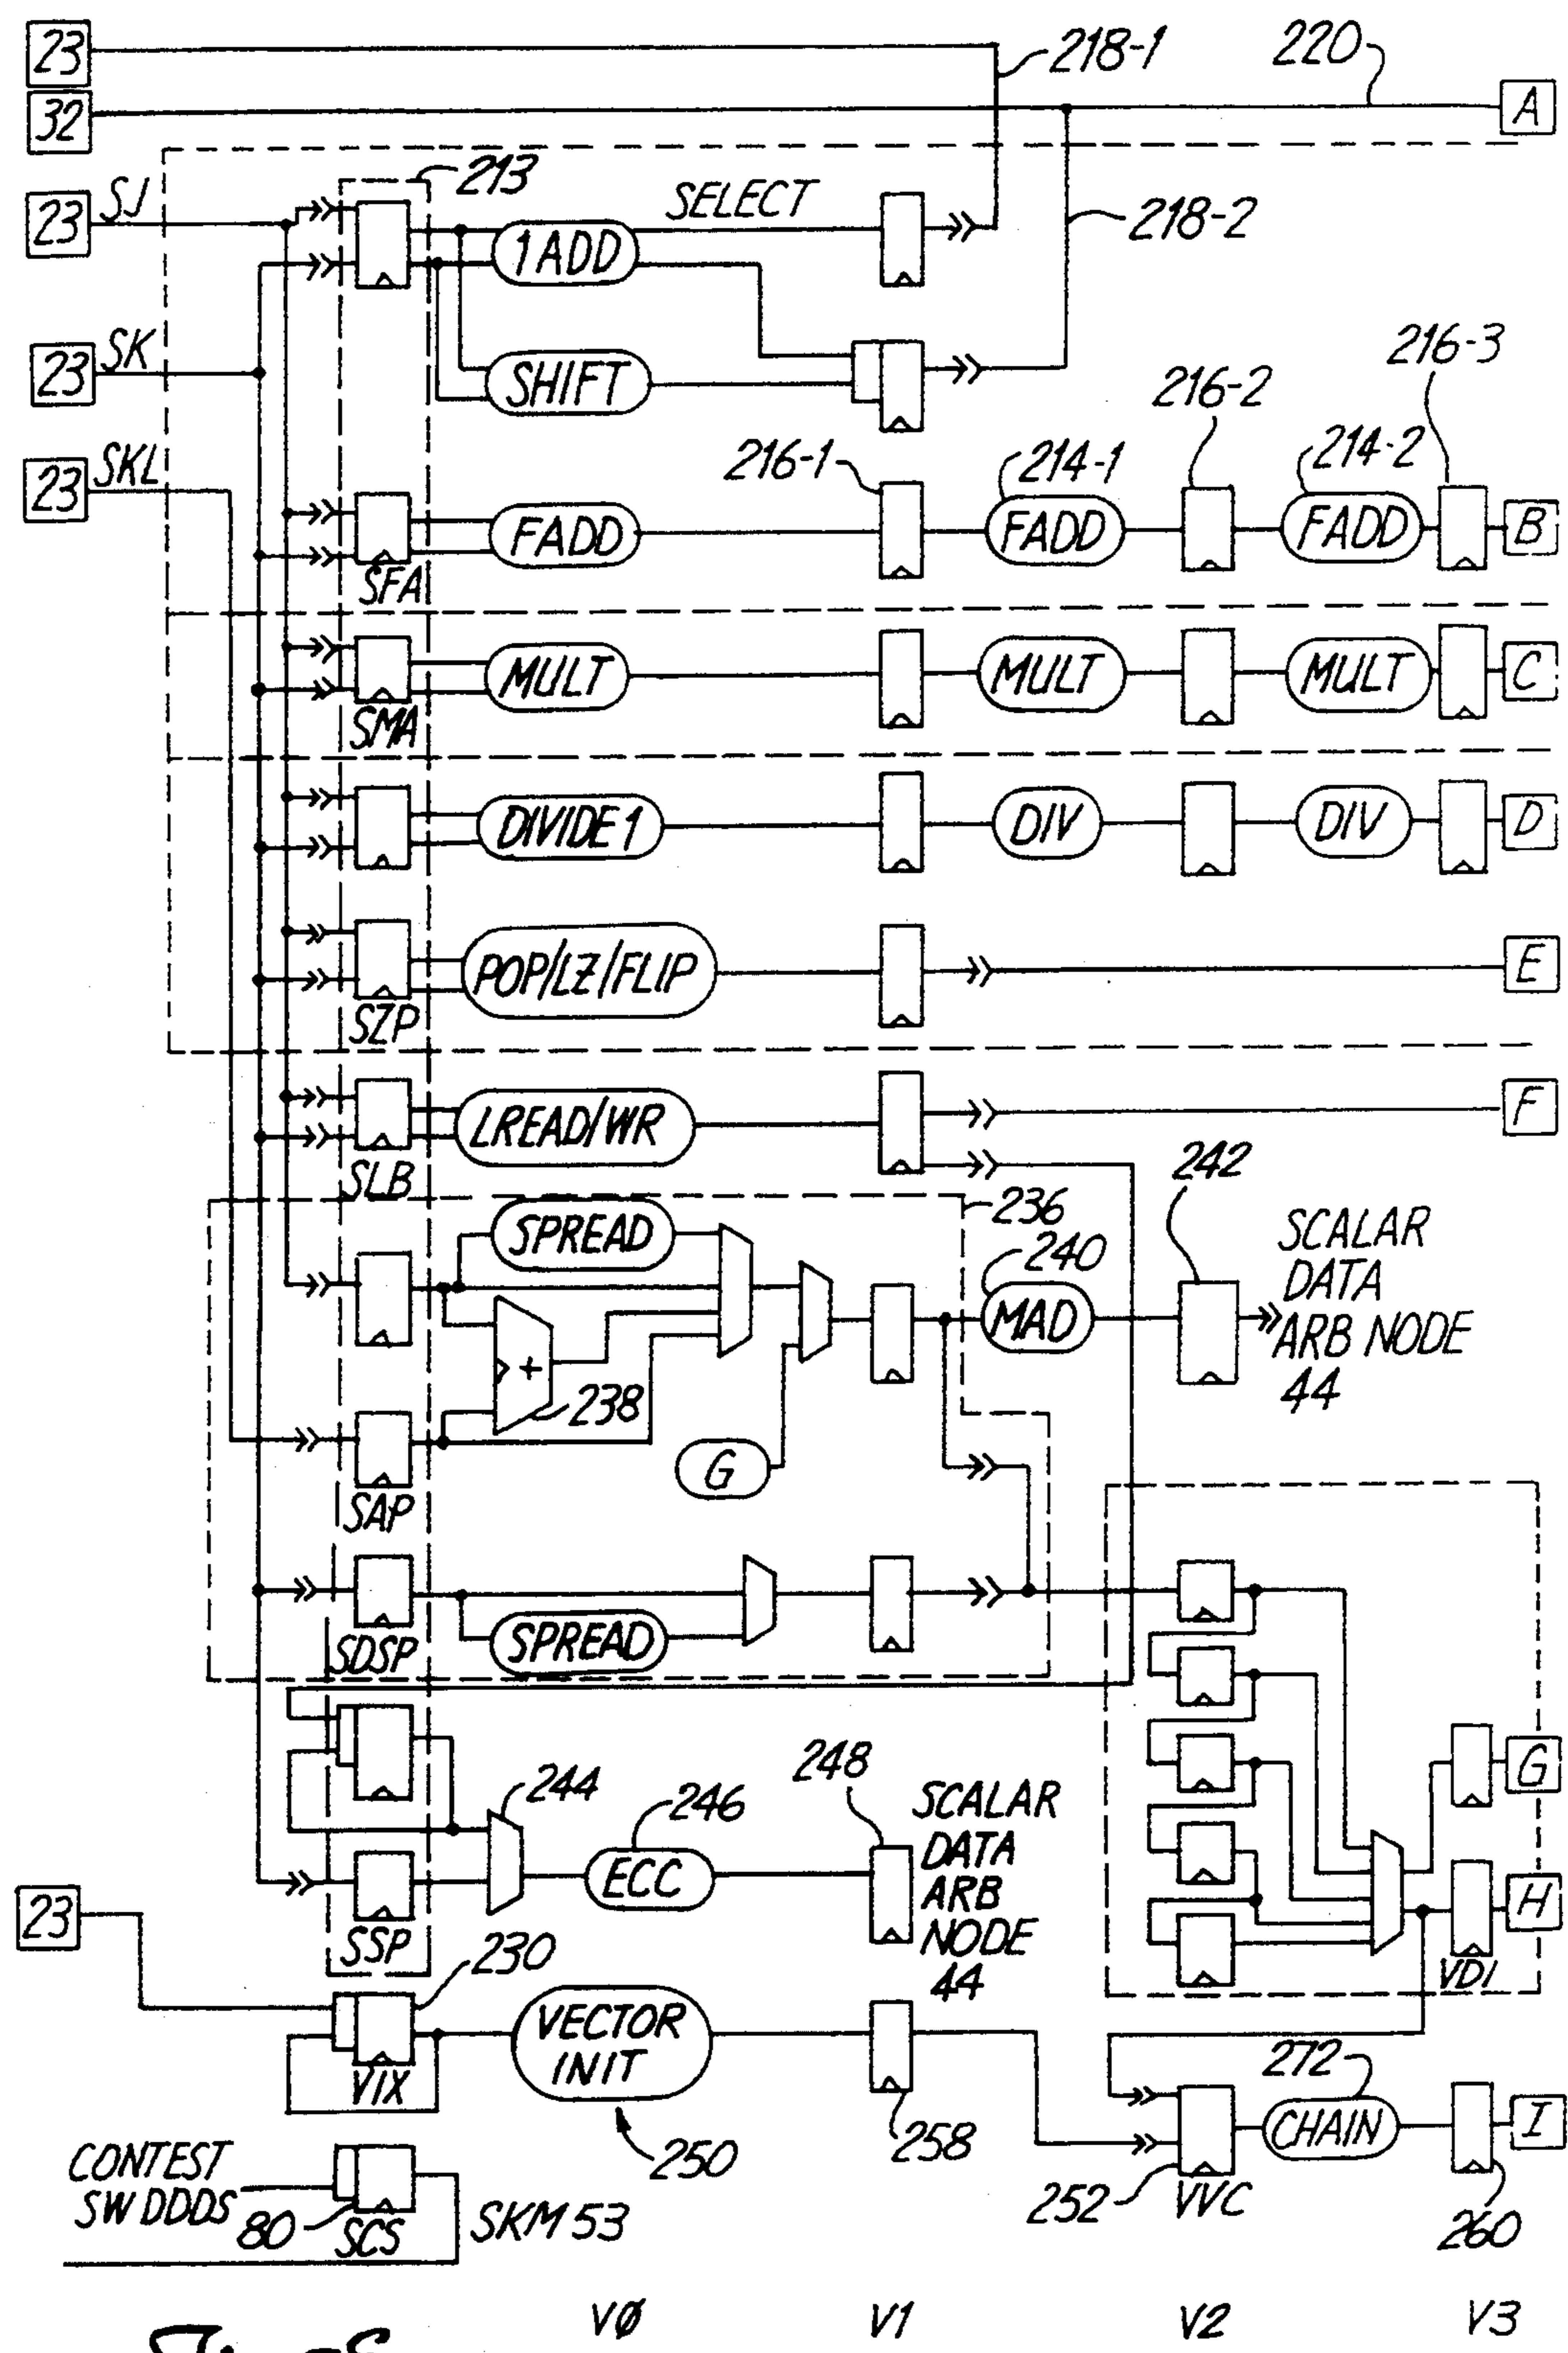 23
218-1
220
32
A
213
SJ
SELECT
23
1ADD
218-2
SK
23
SHIFT
216-3
216-2
SKL
23
216-1
214-1
214-2
FADD
FADD
FADD
B
SFA
MULT
MULT
MULT
C
SMA
DIVIDE1
DIV
DIV
D
POP/LZ/FLIP
E
SZP
LREAD/WR
F
SLB
242
236
SPREAD
240
SCALAR
DATA
ARB NODE
44
MAD
+
238
G
SAP
SPREAD
SDSP
248
244
246
SCALAR
DATA
ARB
NODE
44
G
ECC
23
H
SSP
230
VDI
VECTOR
INIT
VIX
272
250
258
CHAIN
I
CONTEST
SW DDDS
80
SCS
SKM 53
252
VVC
260
VØ
V1
V2
V3